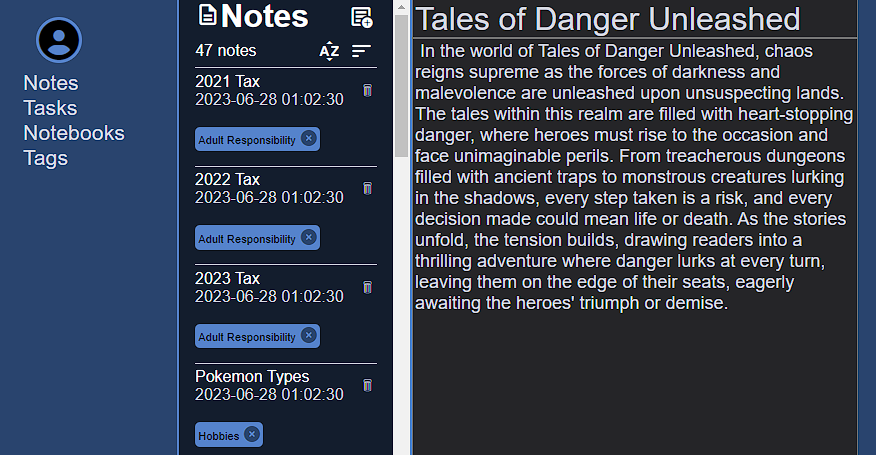 Notes
Tasks
Notebooks
Tags
Notes
47 notes
AZ
2021 Tax
2023-06-28 01:02:30
Adult Responsibility
2022 Tax
2023-06-28 01:02:30
Adult Responsibility
2023 Tax
2023-06-28 01:02:30
Adult Responsibility
Pokemon Types
2023-06-28 01:02:30
Hobbies
Tales of Danger Unleashed
In the world of Tales of Danger Unleashed, chaos
reigns supreme as the forces of darkness and
malevolence are unleashed upon unsuspecting lands.
The tales within this realm are filled with heart-stopping
danger, where heroes must rise to the occasion and
face unimaginable perils. From treacherous dungeons
filled with ancient traps to monstrous creatures lurking
in the shadows, every step taken is a risk, and every
decision made could mean life or death. As the stories
unfold, the tension builds, drawing readers into a
thrilling adventure where danger lurks at every turn,
leaving them on the edge of their seats, eagerly
awaiting the heroes' triumph or demise.